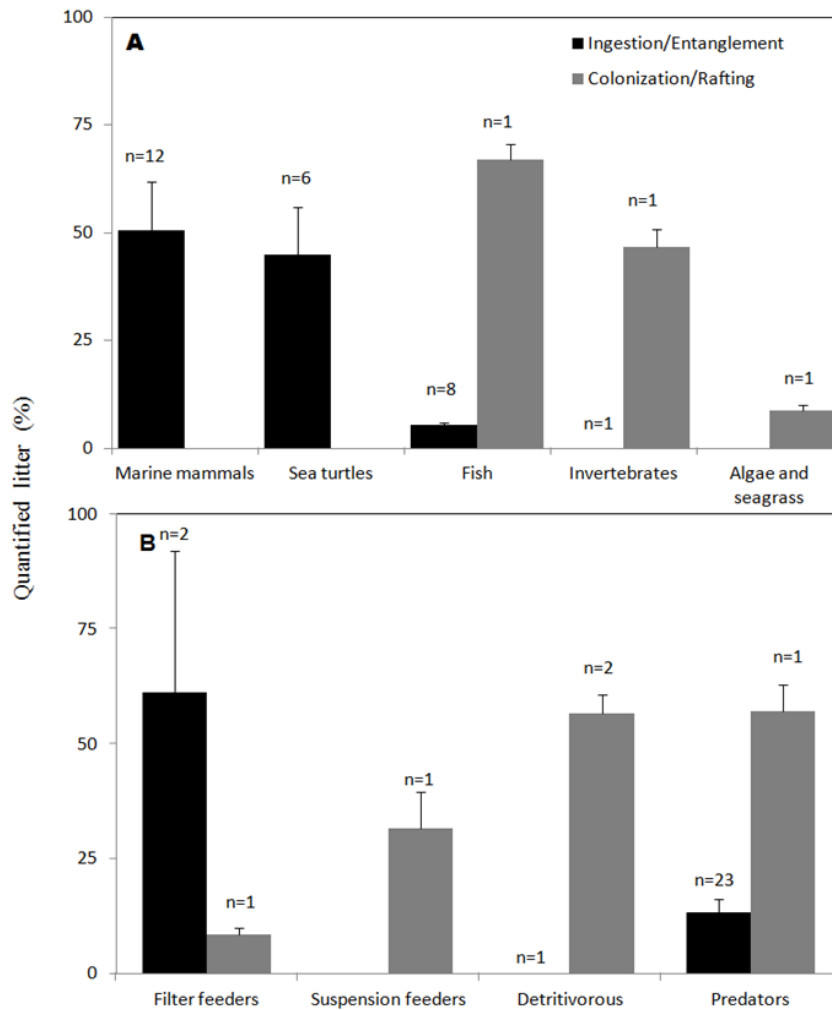 100
A
Ingestion/Entanglement
Colonization/Rafting
n=1
75
n=12
n=6
n=1
50
25
n=8
n=1
n=1
0
Marine mammals
Sea turtles
Fish
Invertebrates
Algae and
seagrass
Quantified litter (%)
100
B
n=2
75
n=2
n=1
50
n=1
25
n=23
n=1
n=1
0
Filter feeders
Suspension feeders
Detritivorous
Predators